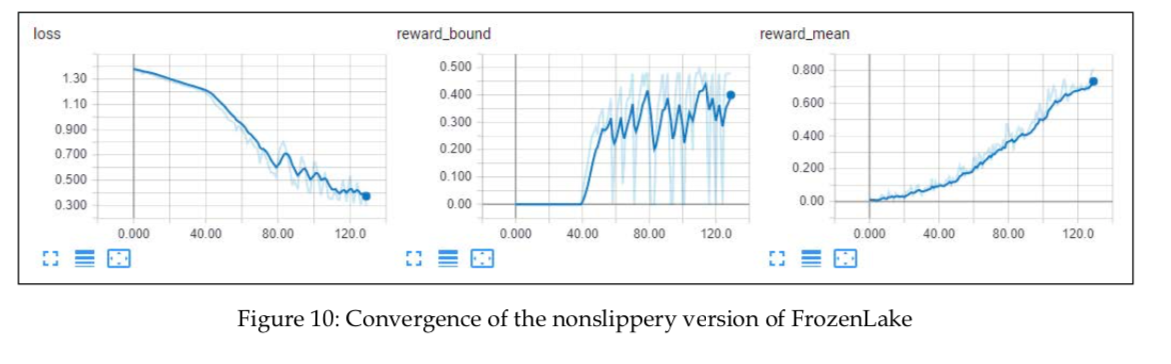 loss
1.30
1.10
0.900
0.700
0.500
0.300
0.000 40.00 80.00 120.0
reward_bound
0.500
0.400
0.300
0.200
0.100
0.00
0.000 40.00 80.00 120.0
reward_mean
0.800
0.600
0.400
0.200
0.00
0.000 40.00 80.00 120.0
Figure 10: Convergence of the nonslippery version of FrozenLake